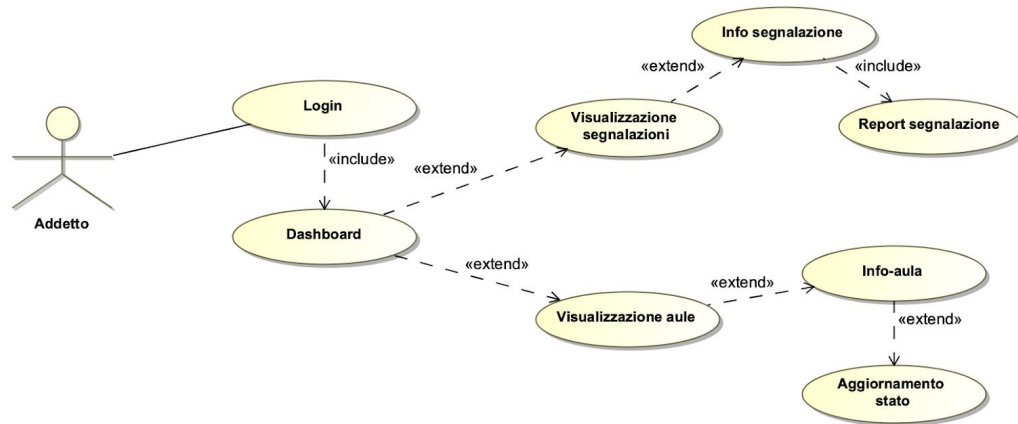 Info segnalazione
«extend»
«include»
Login
Visualizzazione
segnalazioni
Report segnalazione
«include»
«extend»
Addetto
Dashboard
«extend»
Info-aula
«extend»
Visualizzazione aule
«extend»
Aggiornamento
stato